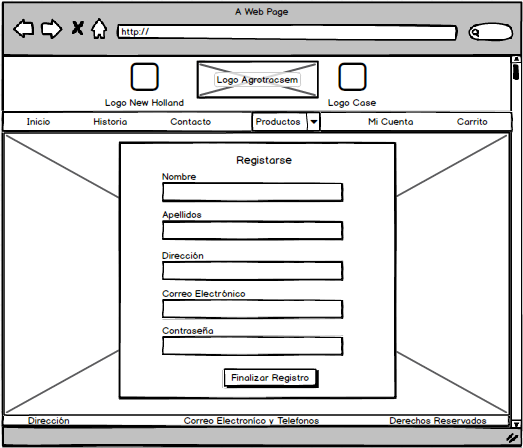 A Web Page
http://
Logo Agrotracsem
Logo New Holland
Logo Case
Inicio Historia Contacto Productos Mi Cuenta Carrito
Registarse
Nombre
Apellidos
Dirección
Correo Electrónico
Contraseña
Finalizar Registro
Dirección Correo Electronico y Telefonos Derechos Reservados